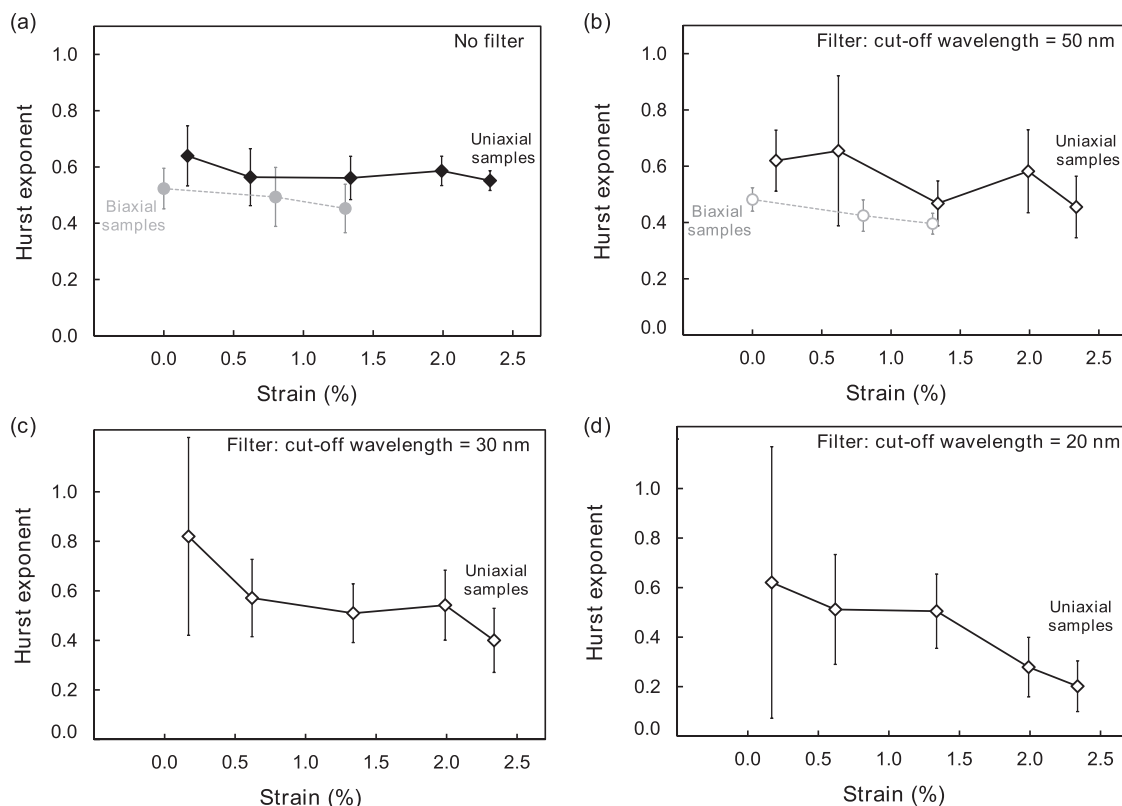 (a)
No filter
1.0
0.8
0.6
0.4
0.2
0.0
Hurst exponent
Uniaxial
samples
Biaxial
samples
0.0 0.5 1.0 1.5 2.0 2.5
Strain (%)
(b)
Filter: cut-off wavelength = 50 nm
1.0
0.8
0.6
0.4
0.2
0.0
Hurst exponent
Uniaxial
samples
Biaxial
samples
0.0 0.5 1.0 1.5 2.0 2.5
Strain (%)
(c)
Filter: cut-off wavelength = 30 nm
1.0
0.8
0.6
0.4
0.2
0.0
Hurst exponent
Uniaxial
samples
0.0 0.5 1.0 1.5 2.0 2.5
Strain (%)
(d)
Filter: cut-off wavelength = 20 nm
1.0
0.8
0.6
0.4
0.2
0.0
Hurst exponent
Uniaxial
samples
0.0 0.5 1.0 1.5 2.0 2.5
Strain (%)